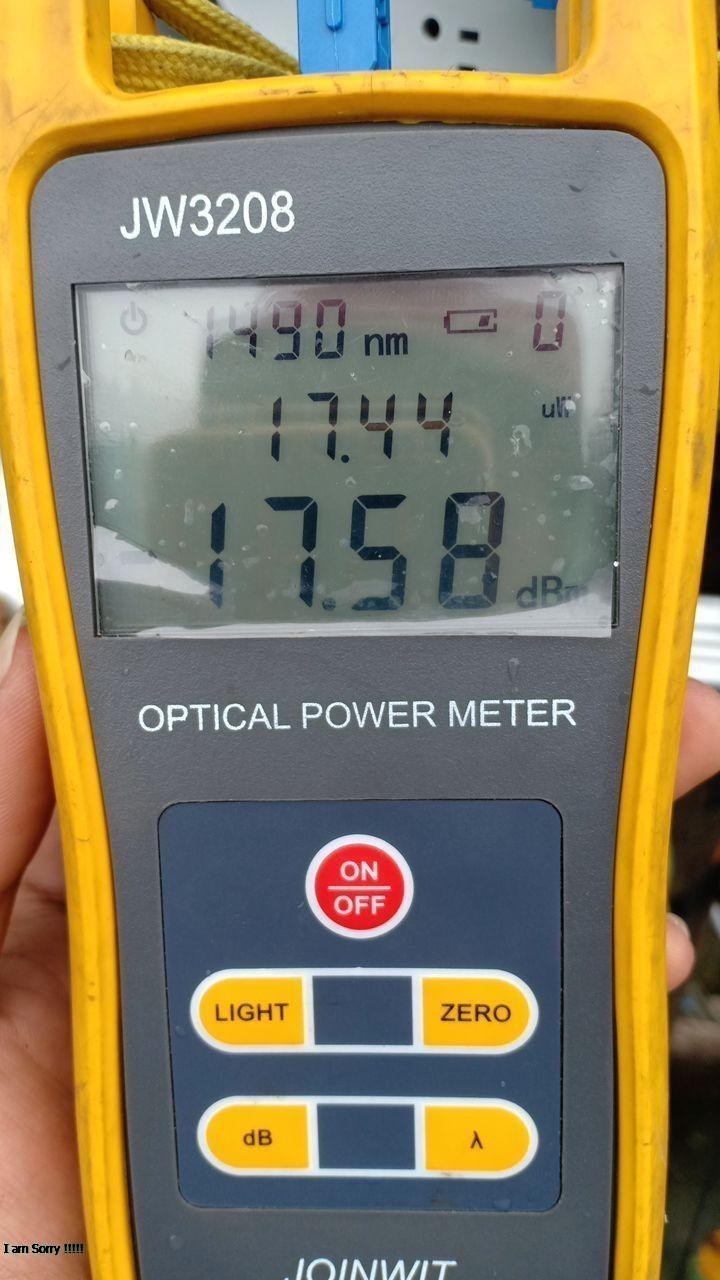 JW3208
1490 nm 0
17.44 uW
-17.58 dBm
OPTICAL POWER METER
ON
OFF
LIGHT ZERO
dB λ
I am Sorry !!!!!
JOINWIT